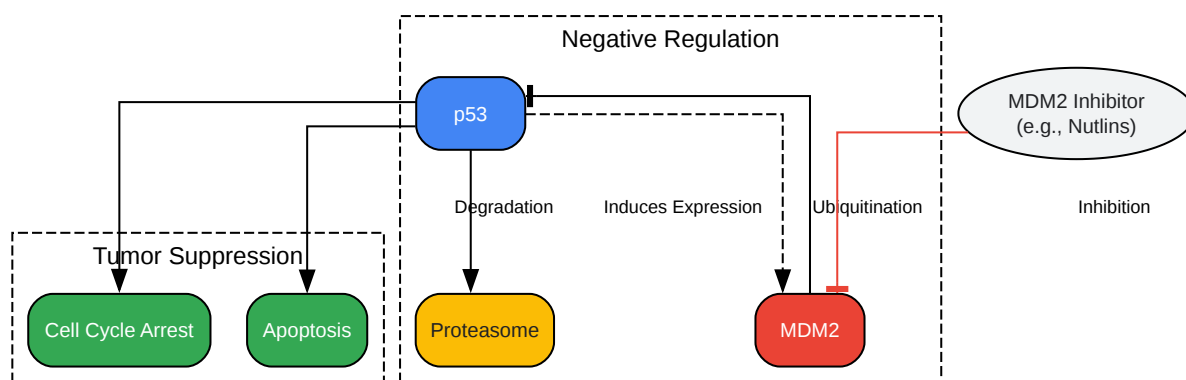 Negative Regulation
p53
MDM2 Inhibitor
(e.g., Nutlins)
Degradation
Induces Expression
Ubiquitination
Inhibition
Tumor Suppression
Cell Cycle Arrest
Apoptosis
Proteasome
MDM2